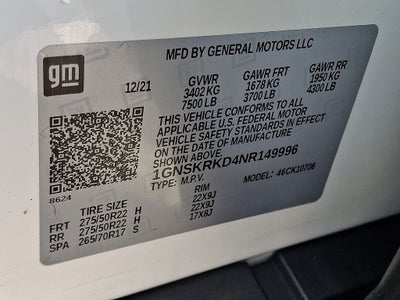 gm
MFD BY GENERAL MOTORS LLC
12/21 GVWR GAWR FRT GAWR RR
3402 KG 1678 KG 1950 KG
7500 LB 3700 LB 4300 LB
THIS VEHICLE CONFORMS TO ALL
APPLICABLE U.S. FEDERAL MOTOR
VEHICLE SAFETY STANDARDS IN EFFECT
ON THE DATE OF MANUFACTURE
SHOWN ABOVE.
1GNSKRKD4NR149996
TYPE: M.P.V. MODEL: 46CK10706
8624
TIRE SIZE RIM
FRT 275/50R22 H 22X9J
RR 275/50R22 H 22X9J
SPA 265/70R17 S 17X8J